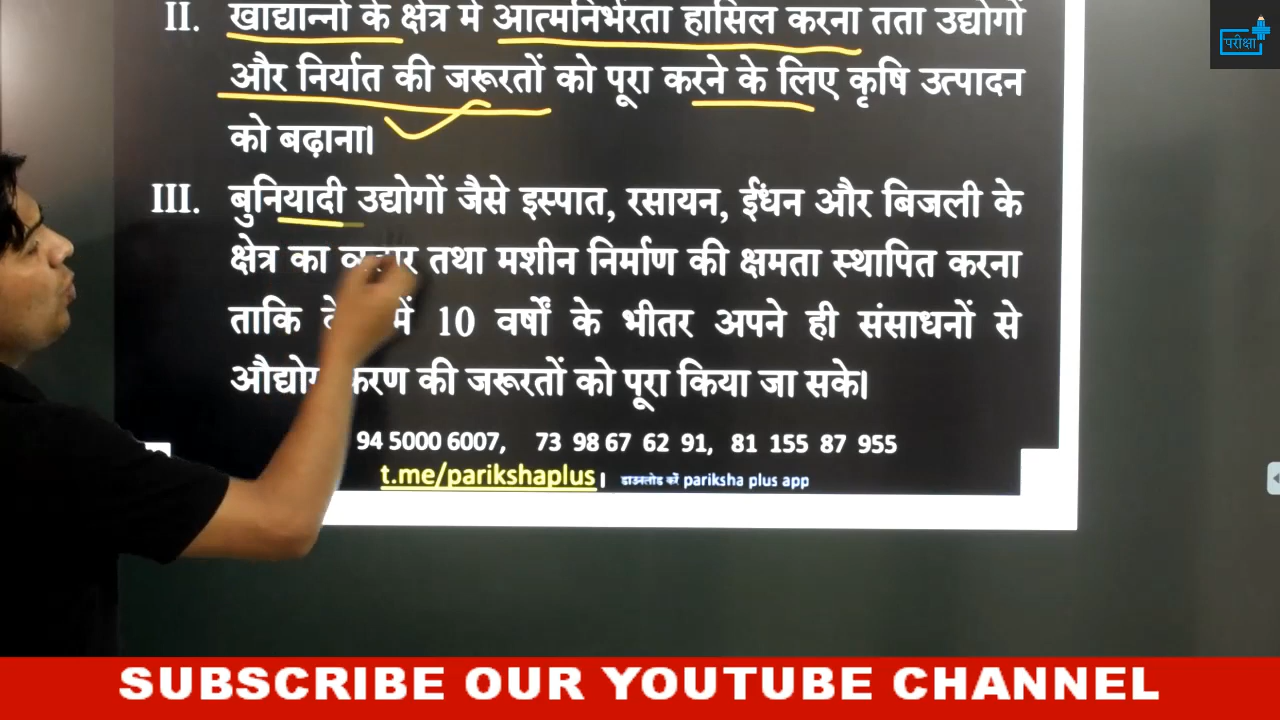 परीक्षा
II. खाद्यान्नों के क्षेत्र में आत्मनिर्भरता हासिल करना तता उद्योगों
और निर्यात की जरूरतों को पूरा करने के लिए कृषि उत्पादन
को बढ़ाना।
III. बुनियादी उद्योगों जैसे इस्पात, रसायन, ईंधन और बिजली के
क्षेत्र का तथा मशीन निर्माण की क्षमता स्थापित करना
ताकि में 10 वर्षों के भीतर अपने ही संसाधनों से
की जरूरतों को पूरा किया जा सके।
94 5000 6007, 73 98 67 62 91, 81 155 87 955
t.me/parikshaplus। डाउनलोड करें pariksha plus app
SUBSCRIBE OUR YOUTUBE CHANNEL